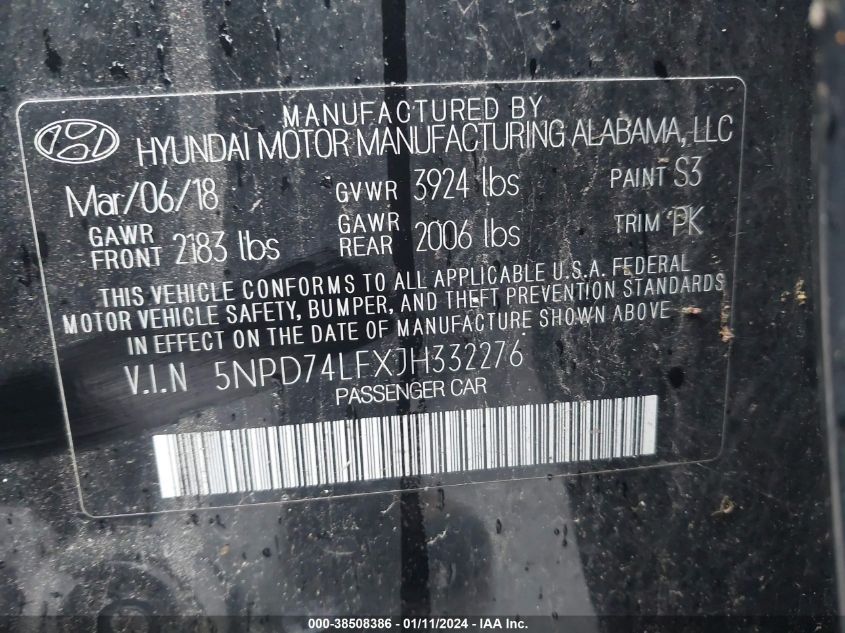 MANUFACTURED BY
HYUNDAI MOTOR MANUFACTURING ALABAMA, LLC
Mar/06/18 GVWR 3924 lbs PAINT S3
GAWR FRONT 2183 lbs GAWR REAR 2006 lbs TRIM PK
THIS VEHICLE CONFORMS TO ALL APPLICABLE U.S.A. FEDERAL
MOTOR VEHICLE SAFETY, BUMPER, AND THEFT PREVENTION STANDARDS
IN EFFECT ON THE DATE OF MANUFACTURE SHOWN ABOVE
V.I.N 5NPD74LFXJH332276
PASSENGER CAR
000-38508386 - 01/11/2024 - IAAI.com